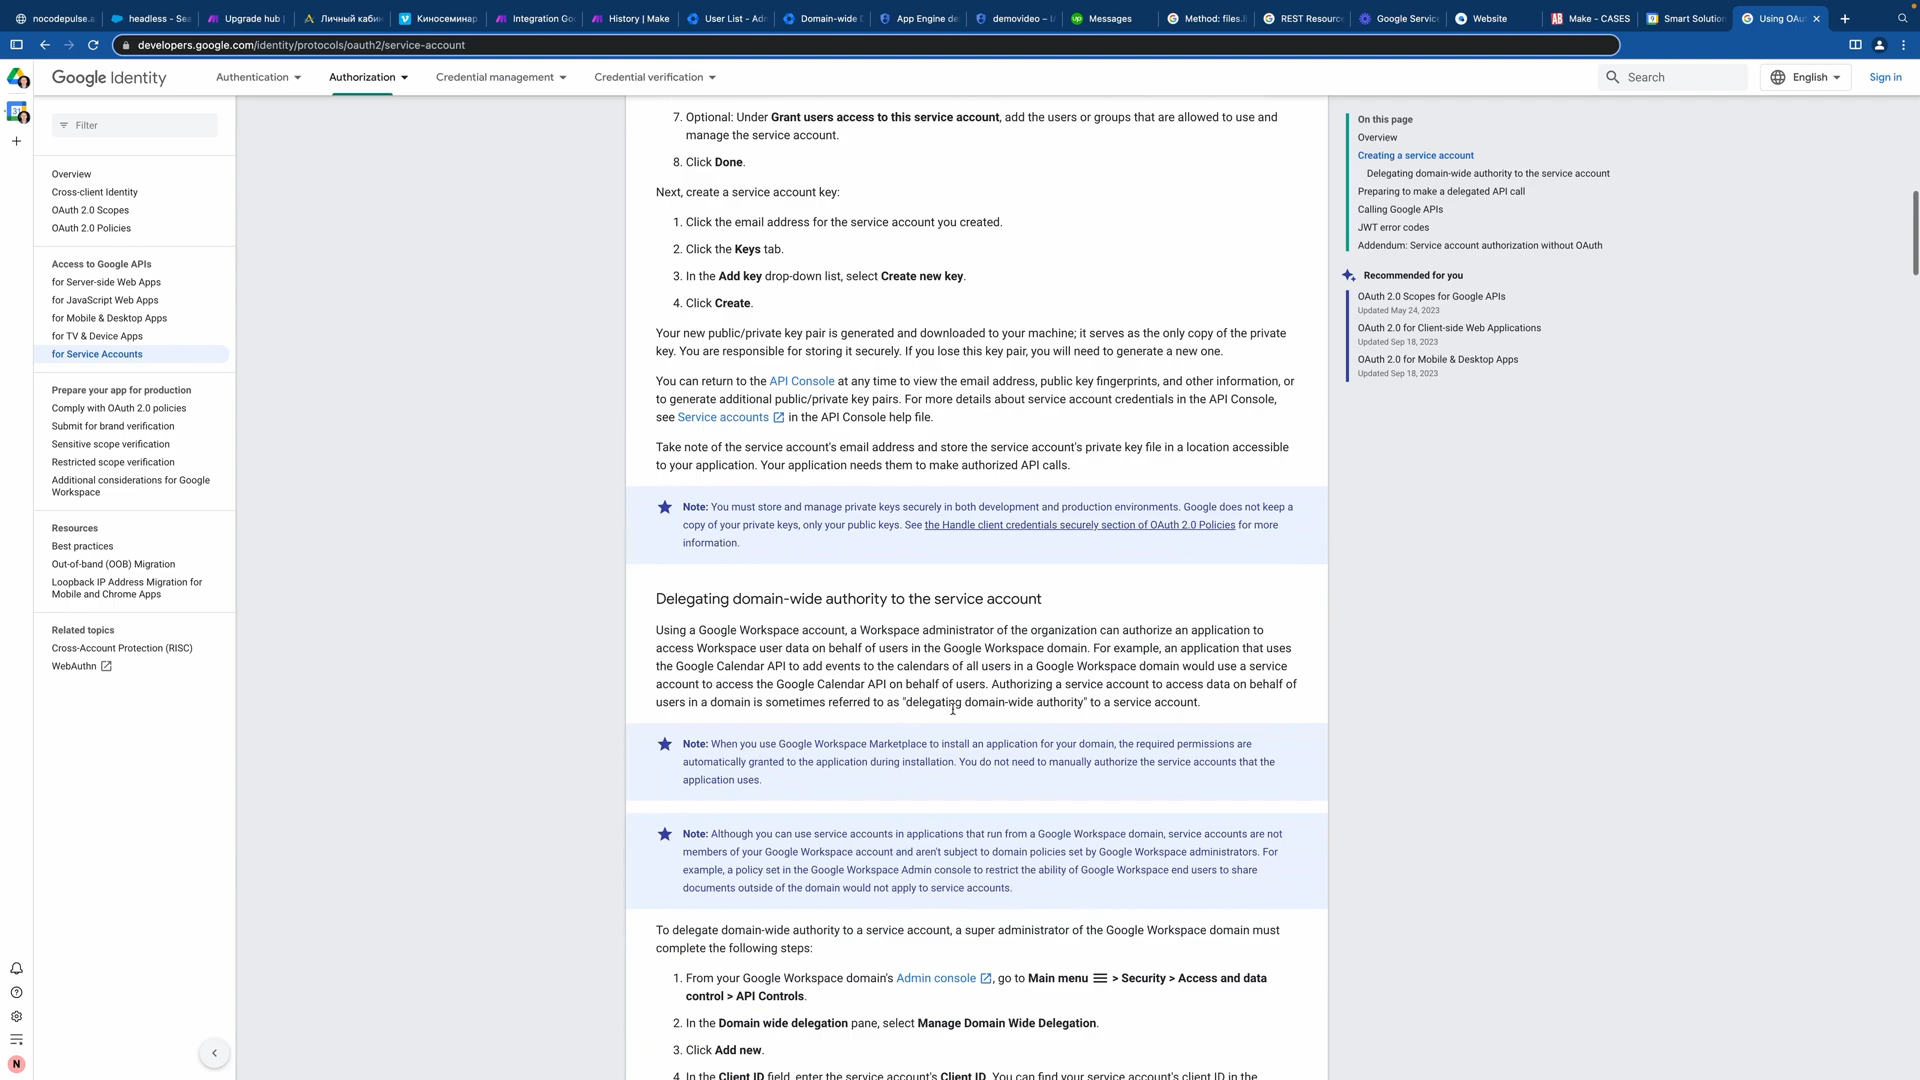 nocodepulse.a
headless - Sea
Upgrade hub
Личный каби
Киносеминар
Integration Go
History | Make
User List - Adm
Domain-wide D
App Engine de
demovideo – I
Messages
Method: files.l
REST Resourc
Google Service
Website
Make - CASES
Smart Solution
Using OAu
developers.google.com/identity/protocols/oauth2/service-account
Google Identity
Authentication
Authorization
Credential management
Credential verification
Search
English
Sign in
Filter
Overview
Cross-client Identity
OAuth 2.0 Scopes
OAuth 2.0 Policies
Access to Google APIs
for Server-side Web Apps
for JavaScript Web Apps
for Mobile & Desktop Apps
for TV & Device Apps
for Service Accounts
Prepare your app for production
Comply with OAuth 2.0 policies
Submit for brand verification
Sensitive scope verification
Restricted scope verification
Additional considerations for Google
Workspace
Resources
Best practices
Out-of-band (OOB) Migration
Loopback IP Address Migration for
Mobile and Chrome Apps
Related topics
Cross-Account Protection (RISC)
WebAuthn
N
7. Optional: Under Grant users access to this service account, add the users or groups that are allowed to use and
manage the service account.
8. Click Done.
Next, create a service account key:
1. Click the email address for the service account you created.
2. Click the Keys tab.
3. In the Add key drop-down list, select Create new key.
4. Click Create.
Your new public/private key pair is generated and downloaded to your machine; it serves as the only copy of the private
key. You are responsible for storing it securely. If you lose this key pair, you will need to generate a new one.
You can return to the API Console at any time to view the email address, public key fingerprints, and other information, or
to generate additional public/private key pairs. For more details about service account credentials in the API Console,
see Service accounts in the API Console help file.
Take note of the service account's email address and store the service account's private key file in a location accessible
to your application. Your application needs them to make authorized API calls.
Note: You must store and manage private keys securely in both development and production environments. Google does not keep a
copy of your private keys, only your public keys. See the Handle client credentials securely section of OAuth 2.0 Policies for more
information.
Delegating domain-wide authority to the service account
Using a Google Workspace account, a Workspace administrator of the organization can authorize an application to
access Workspace user data on behalf of users in the Google Workspace domain. For example, an application that uses
the Google Calendar API to add events to the calendars of all users in a Google Workspace domain would use a service
account to access the Google Calendar API on behalf of users. Authorizing a service account to access data on behalf of
users in a domain is sometimes referred to as "delegating domain-wide authority" to a service account.
Note: When you use Google Workspace Marketplace to install an application for your domain, the required permissions are
automatically granted to the application during installation. You do not need to manually authorize the service accounts that the
application uses.
Note: Although you can use service accounts in applications that run from a Google Workspace domain, service accounts are not
members of your Google Workspace account and aren't subject to domain policies set by Google Workspace administrators. For
example, a policy set in the Google Workspace Admin console to restrict the ability of Google Workspace end users to share
documents outside of the domain would not apply to service accounts.
To delegate domain-wide authority to a service account, a super administrator of the Google Workspace domain must
complete the following steps:
1. From your Google Workspace domain's Admin console , go to Main menu > Security > Access and data
control > API Controls.
2. In the Domain wide delegation pane, select Manage Domain Wide Delegation.
3. Click Add new.
4. In the Client ID field, enter the service account's Client ID. You can find your service account's client ID in the
On this page
Overview
Creating a service account
Delegating domain-wide authority to the service account
Preparing to make a delegated API call
Calling Google APIs
JWT error codes
Addendum: Service account authorization without OAuth
Recommended for you
OAuth 2.0 Scopes for Google APIs
Updated May 24, 2023
OAuth 2.0 for Client-side Web Applications
Updated Sep 18, 2023
OAuth 2.0 for Mobile & Desktop Apps
Updated Sep 18, 2023